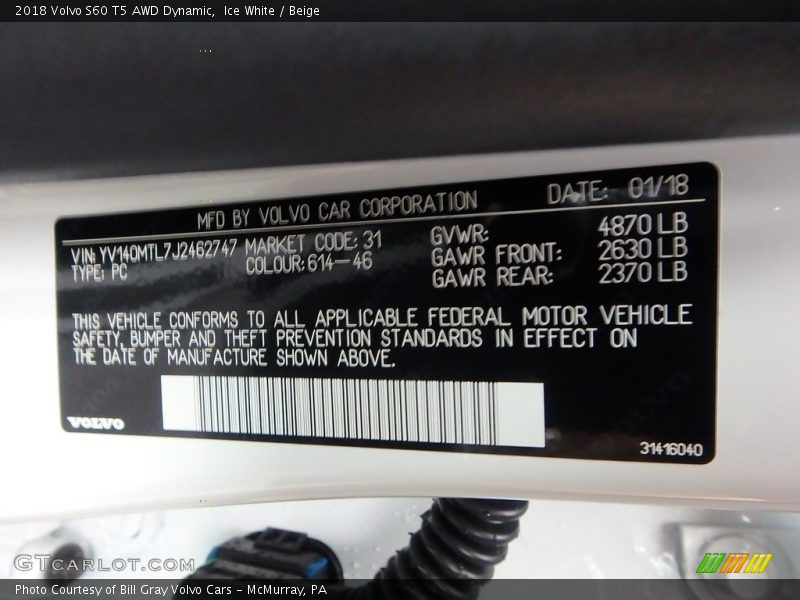 2018 Volvo S60 T5 AWD Dynamic, Ice White / Beige
MFD BY VOLVO CAR CORPORATION DATE: 01/18
VIN: YV140MTL7J2462747 MARKET CODE: 31 GVWR: 4870 LB
TYPE: PC COLOUR: 614-46 GAWR FRONT: 2630 LB
GAWR REAR: 2370 LB
THIS VEHICLE CONFORMS TO ALL APPLICABLE FEDERAL MOTOR VEHICLE
SAFETY, BUMPER AND THEFT PREVENTION STANDARDS IN EFFECT ON
THE DATE OF MANUFACTURE SHOWN ABOVE.
VOLVO
31416040
GTCARLOT.COM
Photo Courtesy of Bill Gray Volvo Cars - McMurray, PA